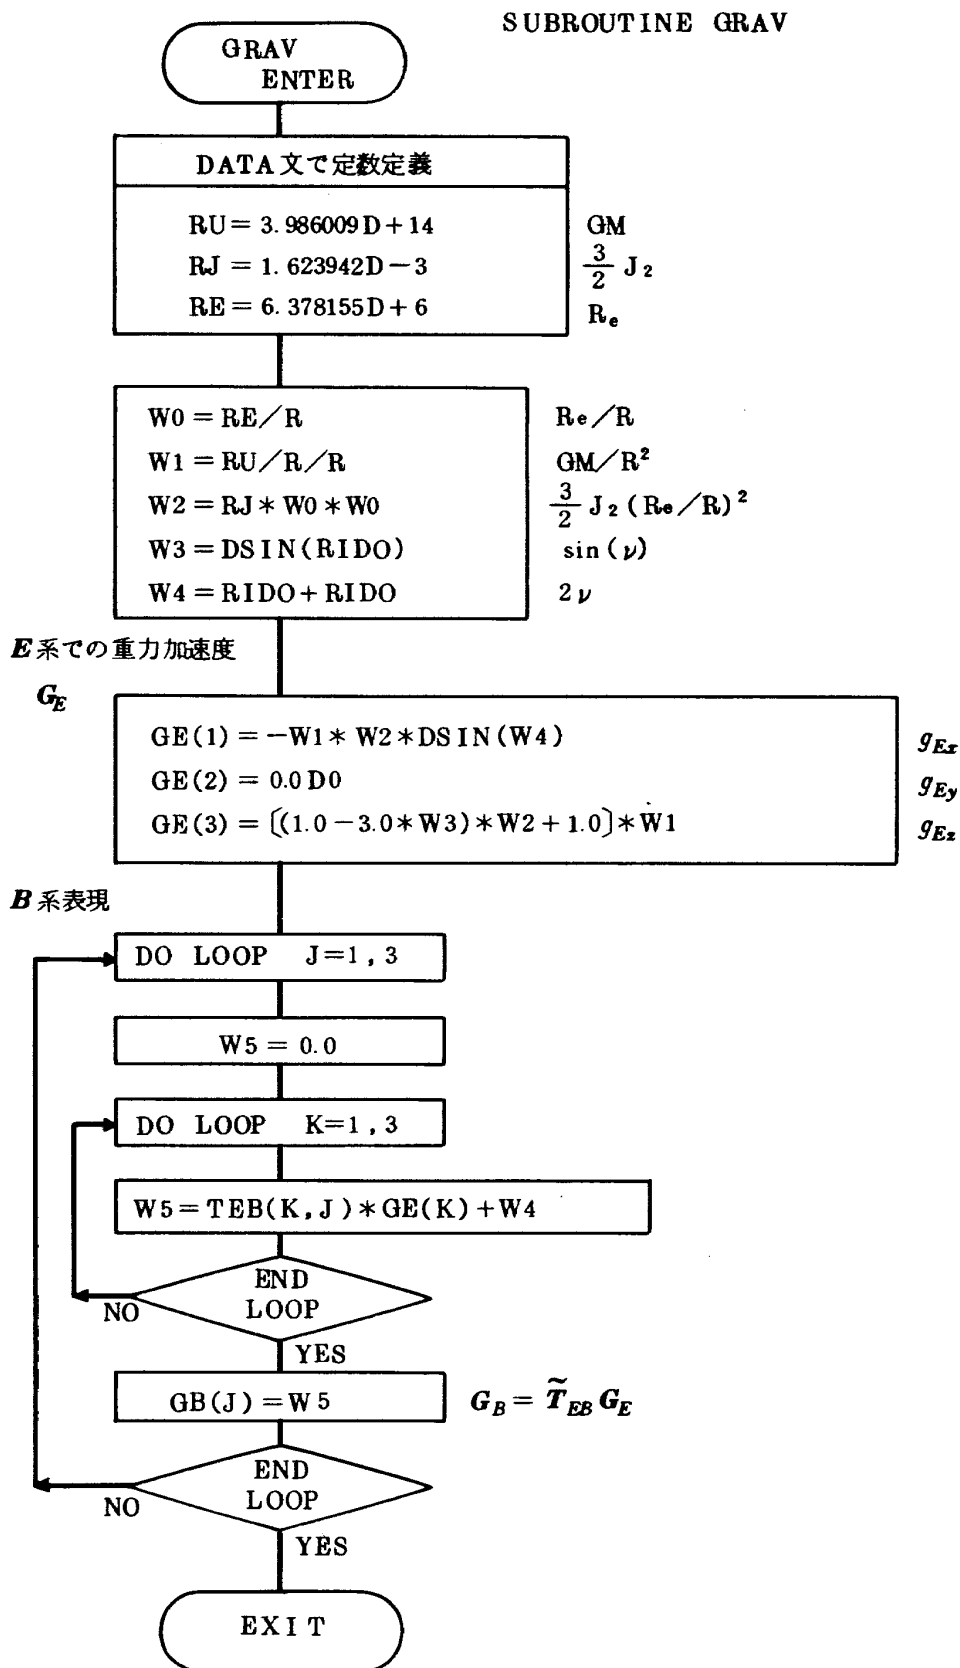 SUBROUTINE GRAV
GRAV
ENTER
DATA文で定数定義
RU=3.986009D+14 GM
RJ=1.623942D−3 3/2 J₂
RE=6.378155D+6 Rₑ
W0=RE/R Re/R
W1=RU/R/R GM/R²
W2=RJ*W0*W0 3/2 J₂(Re/R)²
W3=DSIN(RIDO) sin(ν)
W4=RIDO+RIDO 2ν
E系での重力加速度
G_E
GE(1)=−W1*W2*DSIN(W4) g_Ex
GE(2)=0.0D0 g_Ey
GE(3)=[(1.0−3.0*W3)*W2+1.0]*W1 g_Ez
B系表現
DO LOOP J=1,3
W5=0.0
DO LOOP K=1,3
W5=TEB(K,J)*GE(K)+W4
END
LOOP
NO
YES
GB(J)=W5 G_B=T̃_EB G_E
END
LOOP
NO
YES
EXIT